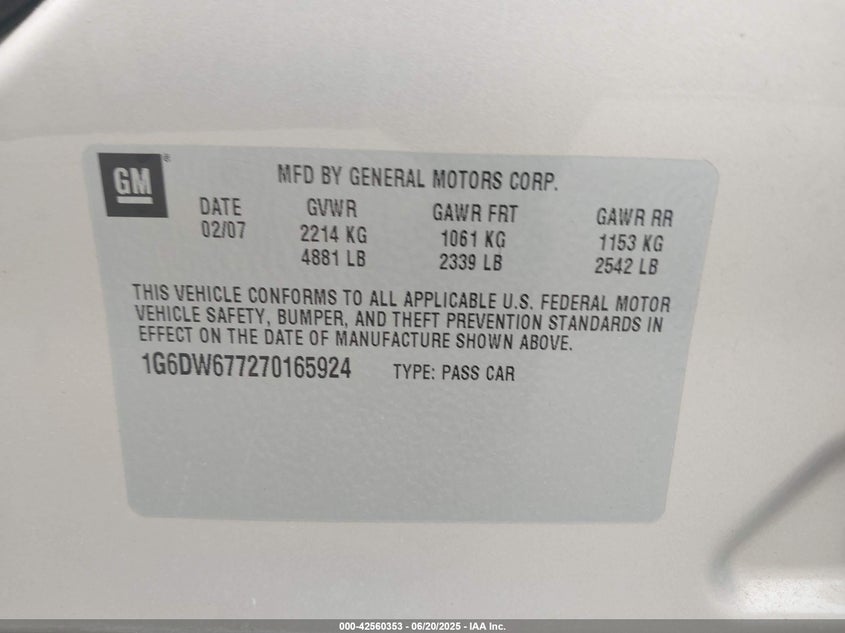 GM®
MFD BY GENERAL MOTORS CORP.
DATE GVWR GAWR FRT GAWR RR
02/07 2214 KG 1061 KG 1153 KG
4881 LB 2339 LB 2542 LB
THIS VEHICLE CONFORMS TO ALL APPLICABLE U.S. FEDERAL MOTOR
VEHICLE SAFETY, BUMPER, AND THEFT PREVENTION STANDARDS IN
EFFECT ON THE DATE OF MANUFACTURE SHOWN ABOVE.
1G6DW677270165924 TYPE: PASS CAR
000-42560353 - 06/20/2025 - IAA Inc.